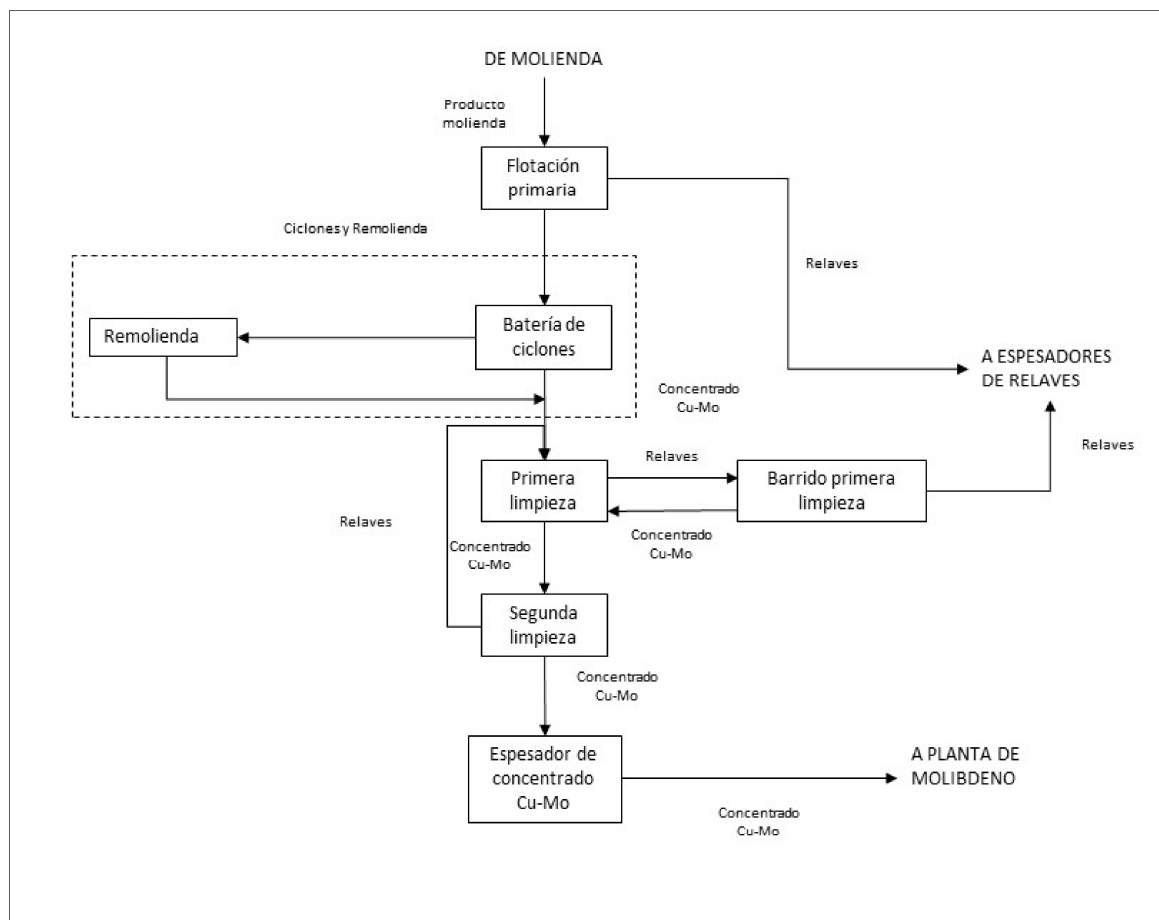 DE MOLIENDA
Producto
molienda
Flotación
primaria
Ciclones y Remolienda
Relaves
Remolienda
Batería de
ciclones
A ESPESADORES
DE RELAVES
Concentrado
Cu-Mo
Relaves
Relaves
Primera
limpieza
Barrido primera
limpieza
Relaves
Concentrado
Cu-Mo
Concentrado
Cu-Mo
Segunda
limpieza
Concentrado
Cu-Mo
Espesador de
concentrado
Cu-Mo
A PLANTA DE
MOLIBDENO
Concentrado
Cu-Mo